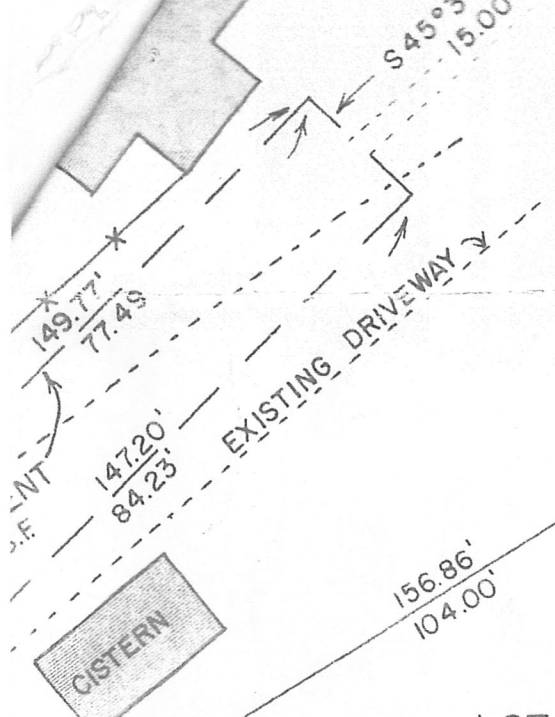 S45°3
15.00
149.77'
77.49
EXISTING DRIVEWAY
147.20'
84.23'
ENT
S.F.
156.86'
104.00'
CISTERN